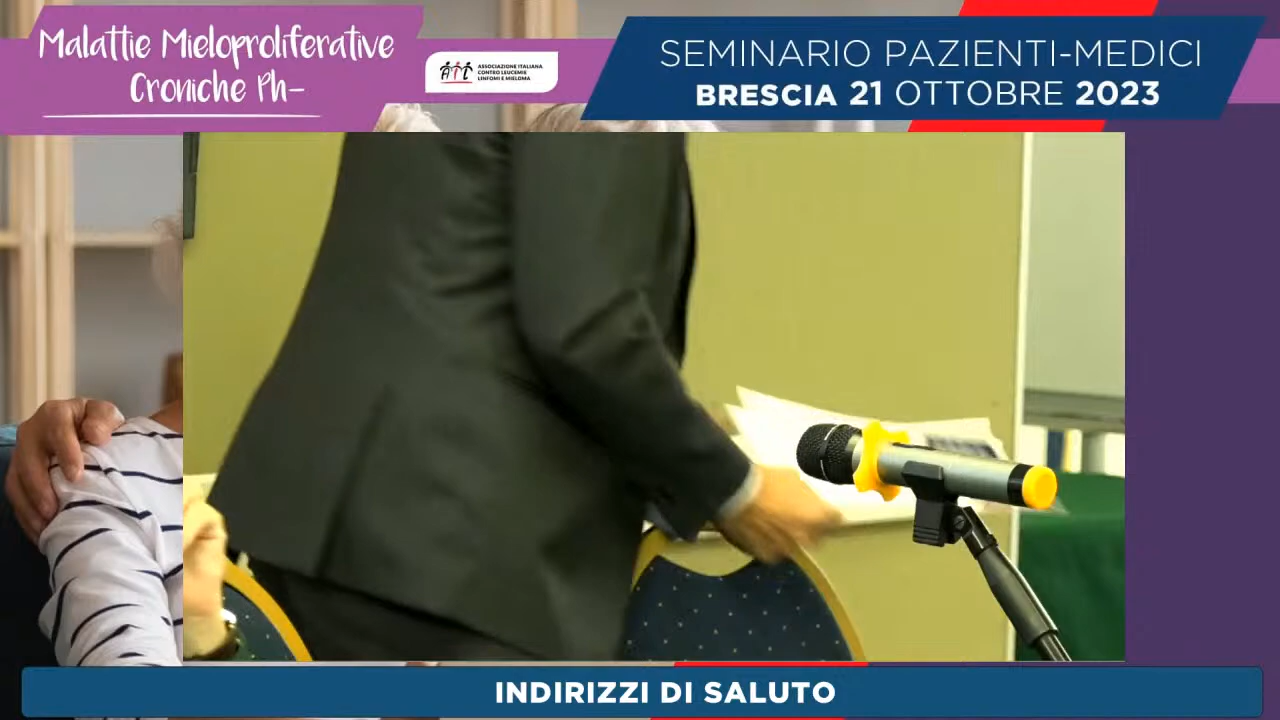 Malattie Mieloproliferative
Croniche Ph-
AIL
ASSOCIAZIONE ITALIANA
CONTRO LEUCEMIE
LINFOMI E MIELOMA
SEMINARIO PAZIENTI-MEDICI
BRESCIA 21 OTTOBRE 2023
INDIRIZZI DI SALUTO